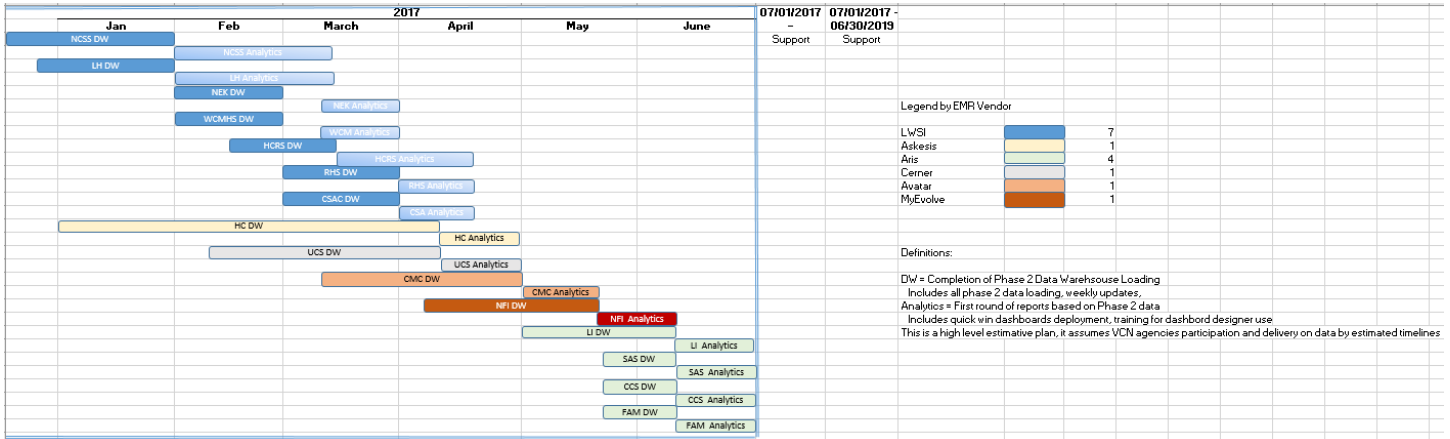 2017
07/01/2017
-
07/01/2017 -
06/30/2019
Jan Feb March April May June
Support Support
NCSS DW
NCSS Analytics
LH DW
LH Analytics
NEK DW
NEK Analytics
WCMHS DW
WCM Analytics
HCRS DW
HCRS Analytics
RHS DW
RHS Analytics
CSAC DW
CSA Analytics
HC DW
HC Analytics
UCS DW
UCS Analytics
CMC DW
CMC Analytics
NFI DW
NFI Analytics
LI DW
LI Analytics
SAS DW
SAS Analytics
CCS DW
CCS Analytics
FAM DW
FAM Analytics
Legend by EMR Vendor
LWSI 7
Askesis 1
Aris 4
Cerner 1
Avatar 1
MyEvolve 1
Definitions:
DW = Completion of Phase 2 Data Warehsouse Loading
Includes all phase 2 data loading, weekly updates,
Analytics = First round of reports based on Phase 2 data
Includes quick win dashboards deployment, training for dashbord designer use
This is a high level estimative plan, it assumes VCN agencies participation and delivery on data by estimated timelines